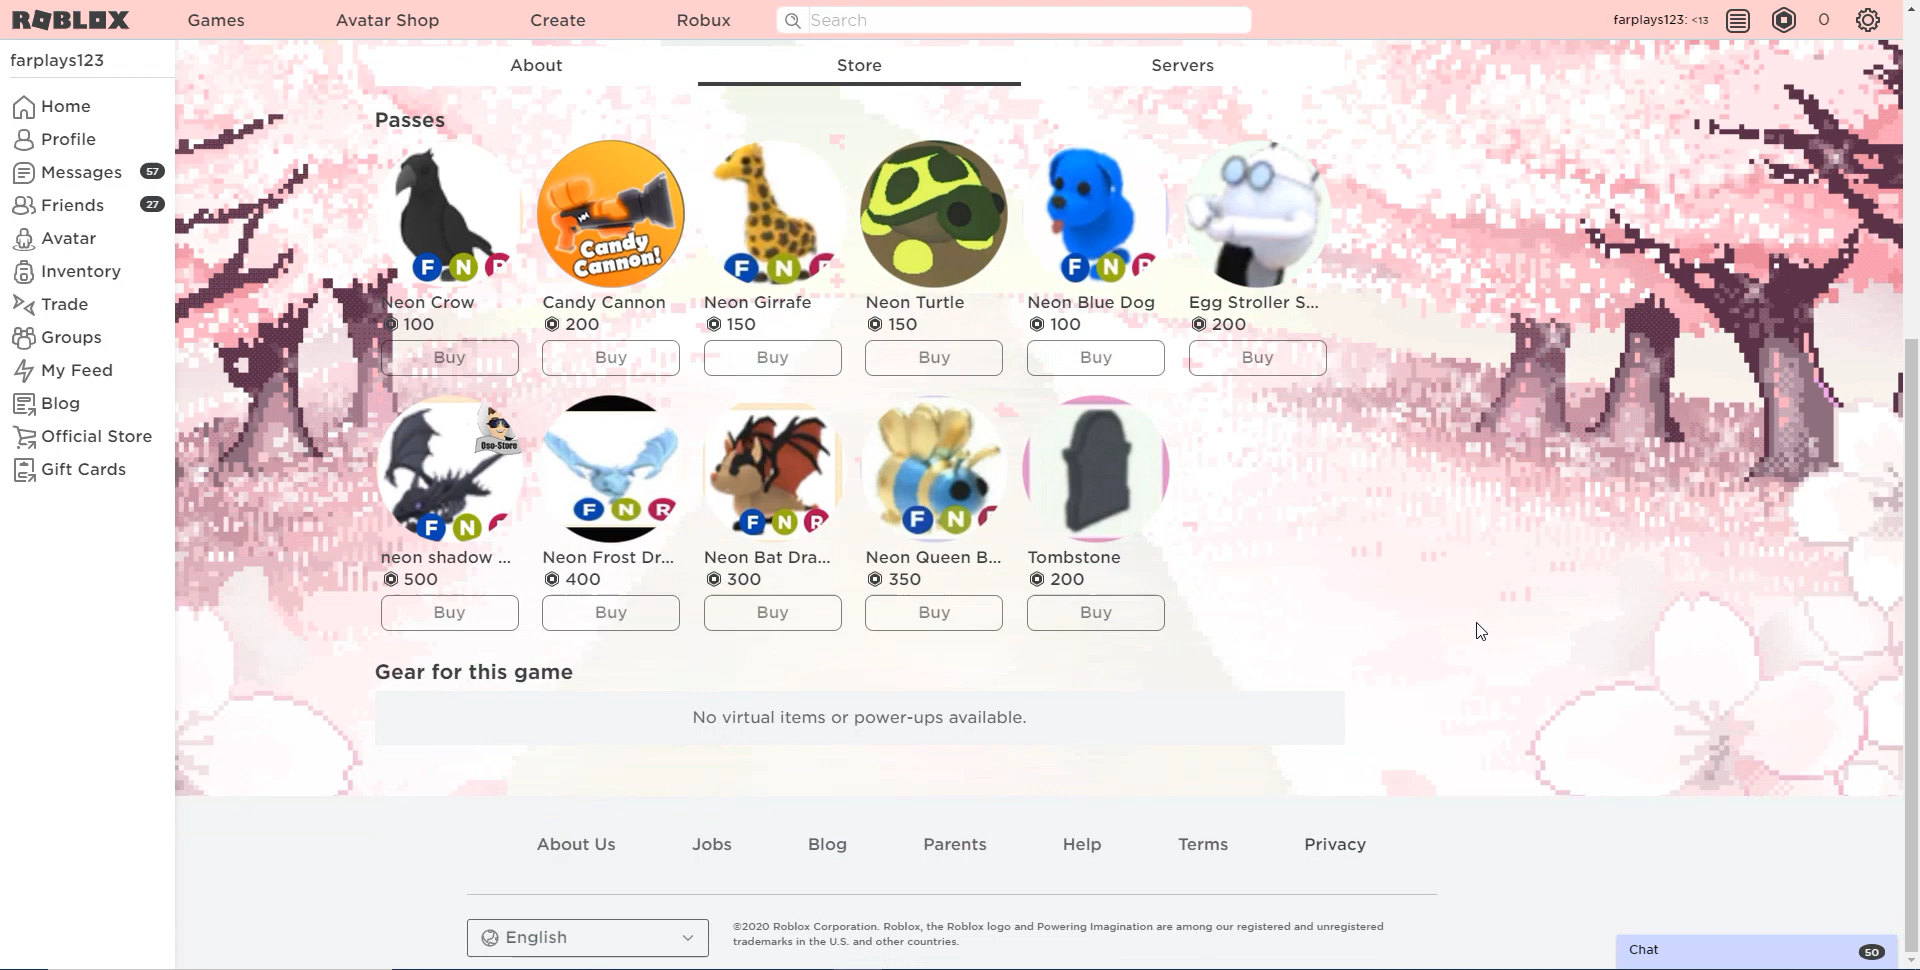 ROBLOX Games Avatar Shop Create Robux Search farplays123: <13 0
farplays123
Home
Profile
Messages 57
Friends 27
Avatar
Inventory
Trade
Groups
My Feed
Blog
Official Store
Gift Cards
About Store Servers
Passes
F N R Candy Cannon! F N F N R
Neon Crow Candy Cannon Neon Girrafe Neon Turtle Neon Blue Dog Egg Stroller S...
100 200 150 150 100 200
Buy Buy Buy Buy Buy Buy
Oso-Store
F N F N R F N R F N
neon shadow ... Neon Frost Dr... Neon Bat Dra... Neon Queen B... Tombstone
500 400 300 350 200
Buy Buy Buy Buy Buy
Gear for this game
No virtual items or power-ups available.
About Us Jobs Blog Parents Help Terms Privacy
English
©2020 Roblox Corporation. Roblox, the Roblox logo and Powering Imagination are among our registered and unregistered
trademarks in the U.S. and other countries.
Chat 50